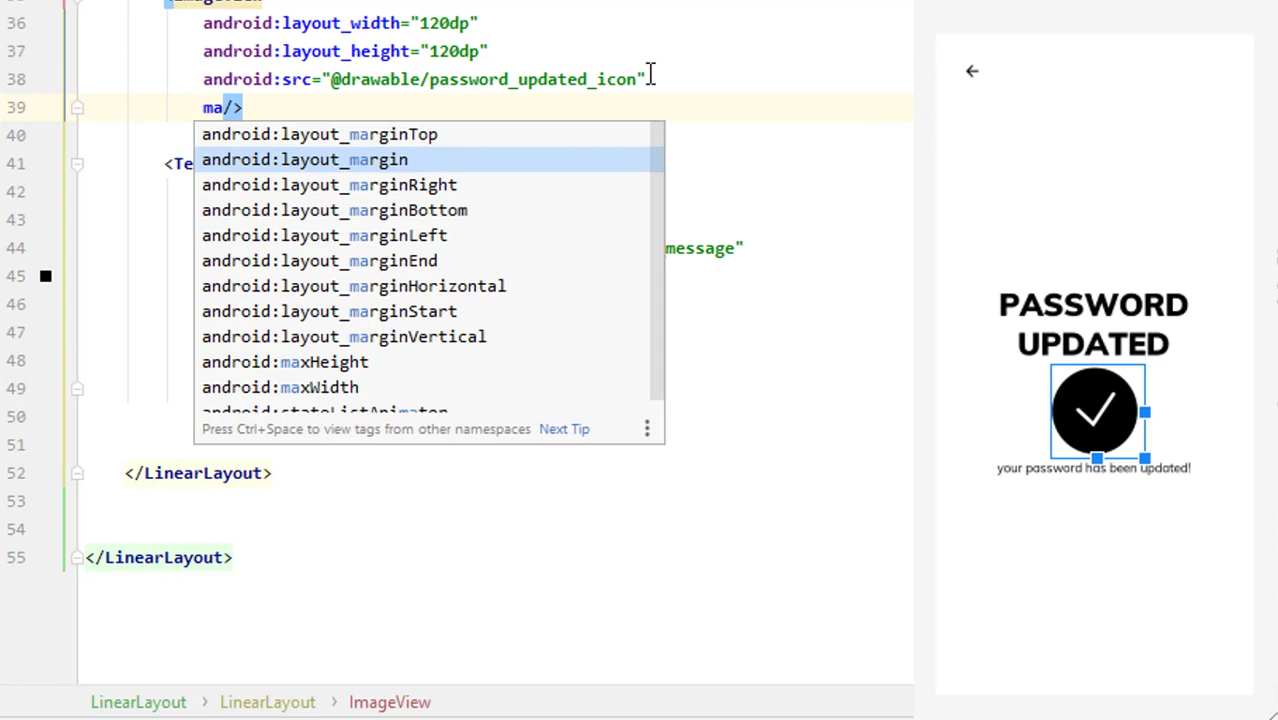 <ImageView
36 android:layout_width="120dp"
37 android:layout_height="120dp"
38 android:src="@drawable/password_updated_icon"
39 ma/>
android:layout_marginTop
android:layout_margin
android:layout_marginRight
android:layout_marginBottom
android:layout_marginLeft
android:layout_marginEnd
android:layout_marginHorizontal
android:layout_marginStart
android:layout_marginVertical
android:maxHeight
android:maxWidth
android:stateListAnimator
Press Ctrl+Space to view tags from other namespaces Next Tip
40
41 <Te
42
43
44 message"
45
46
47
48
49
50
51
52 </LinearLayout>
53
54
55 </LinearLayout>
LinearLayout > LinearLayout > ImageView
PASSWORD
UPDATED
your password has been updated!